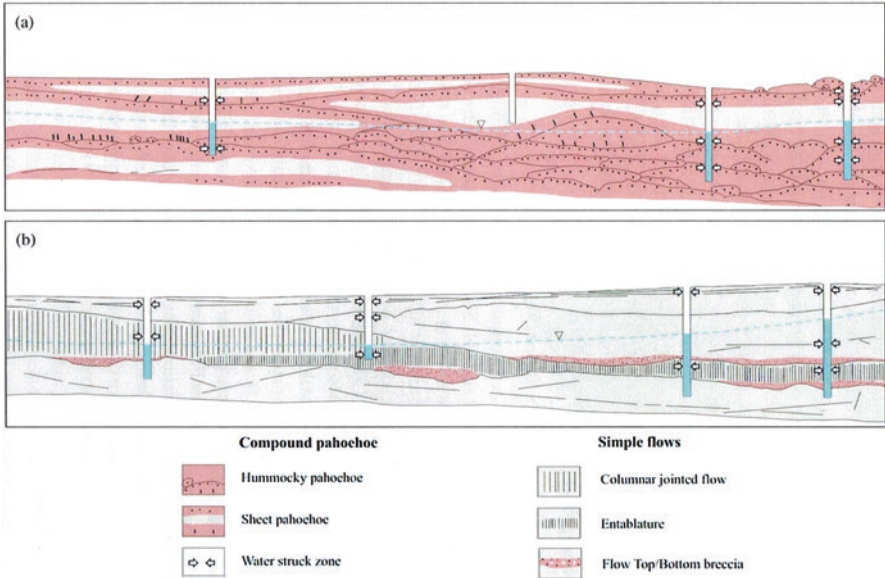 (a)
(b)
Compound pahoehoe
Simple flows
Hummocky pahoehoe
Columnar jointed flow
Sheet pahoehoe
Entablature
Water struck zone
Flow Top/Bottom breccia